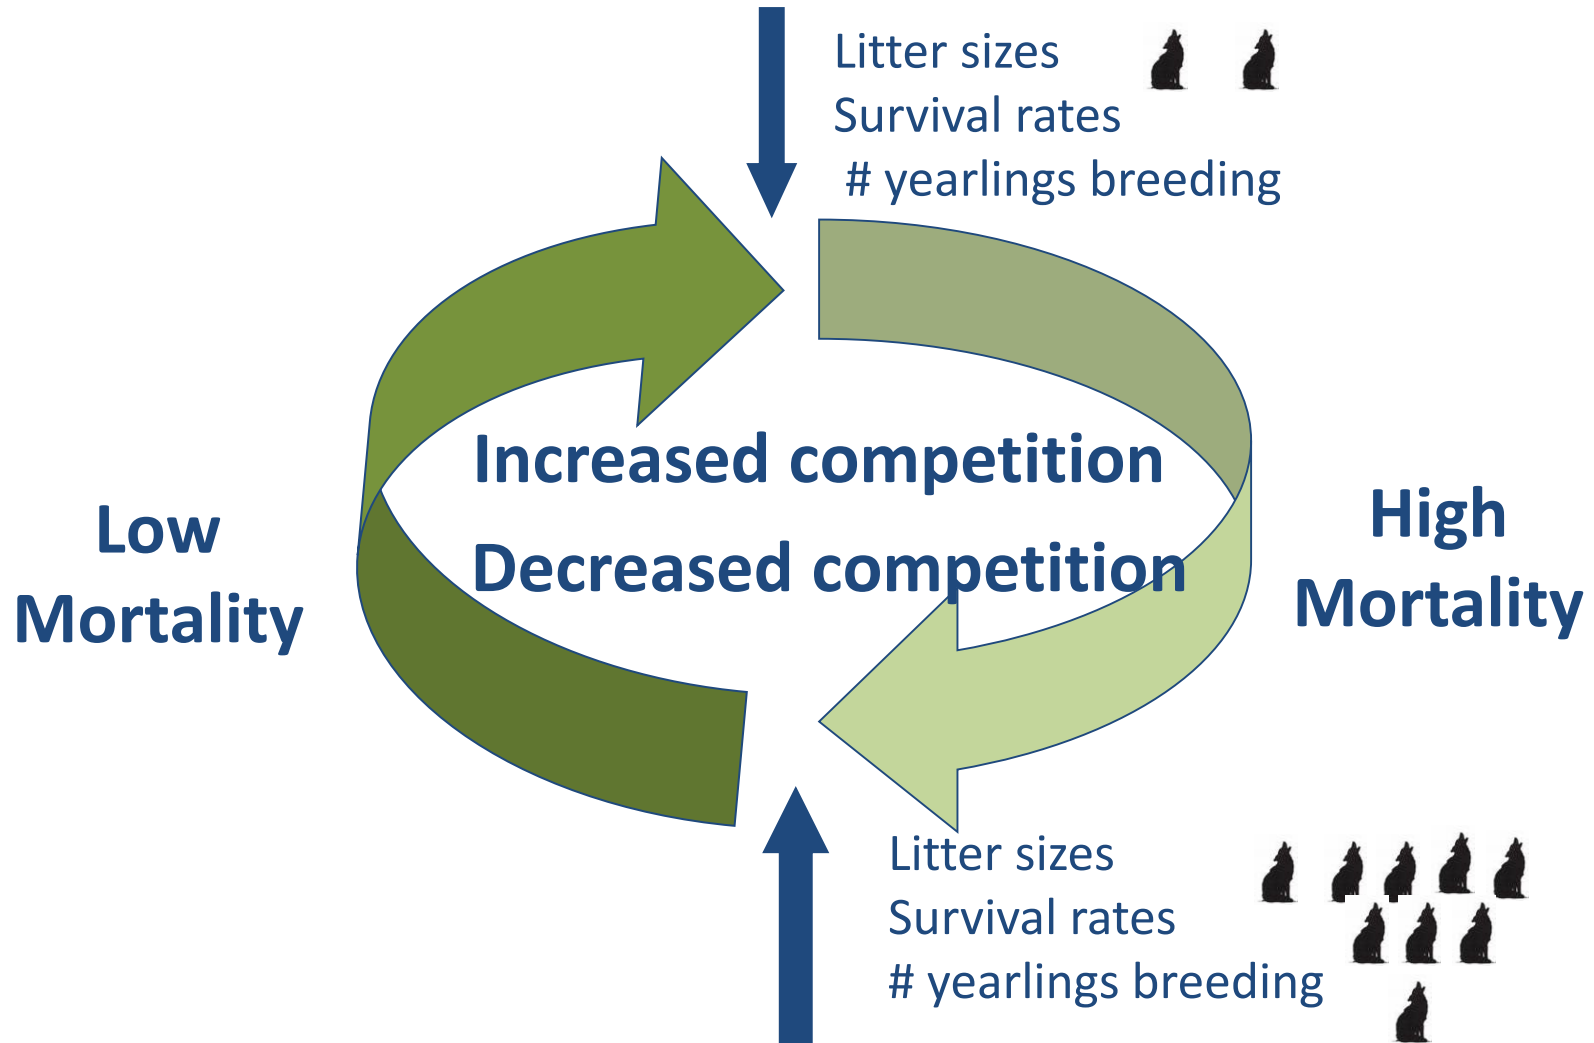 Litter sizes
Survival rates
# yearlings breeding
Increased competition
Decreased competition
Low
Mortality
High
Mortality
Litter sizes
Survival rates
# yearlings breeding